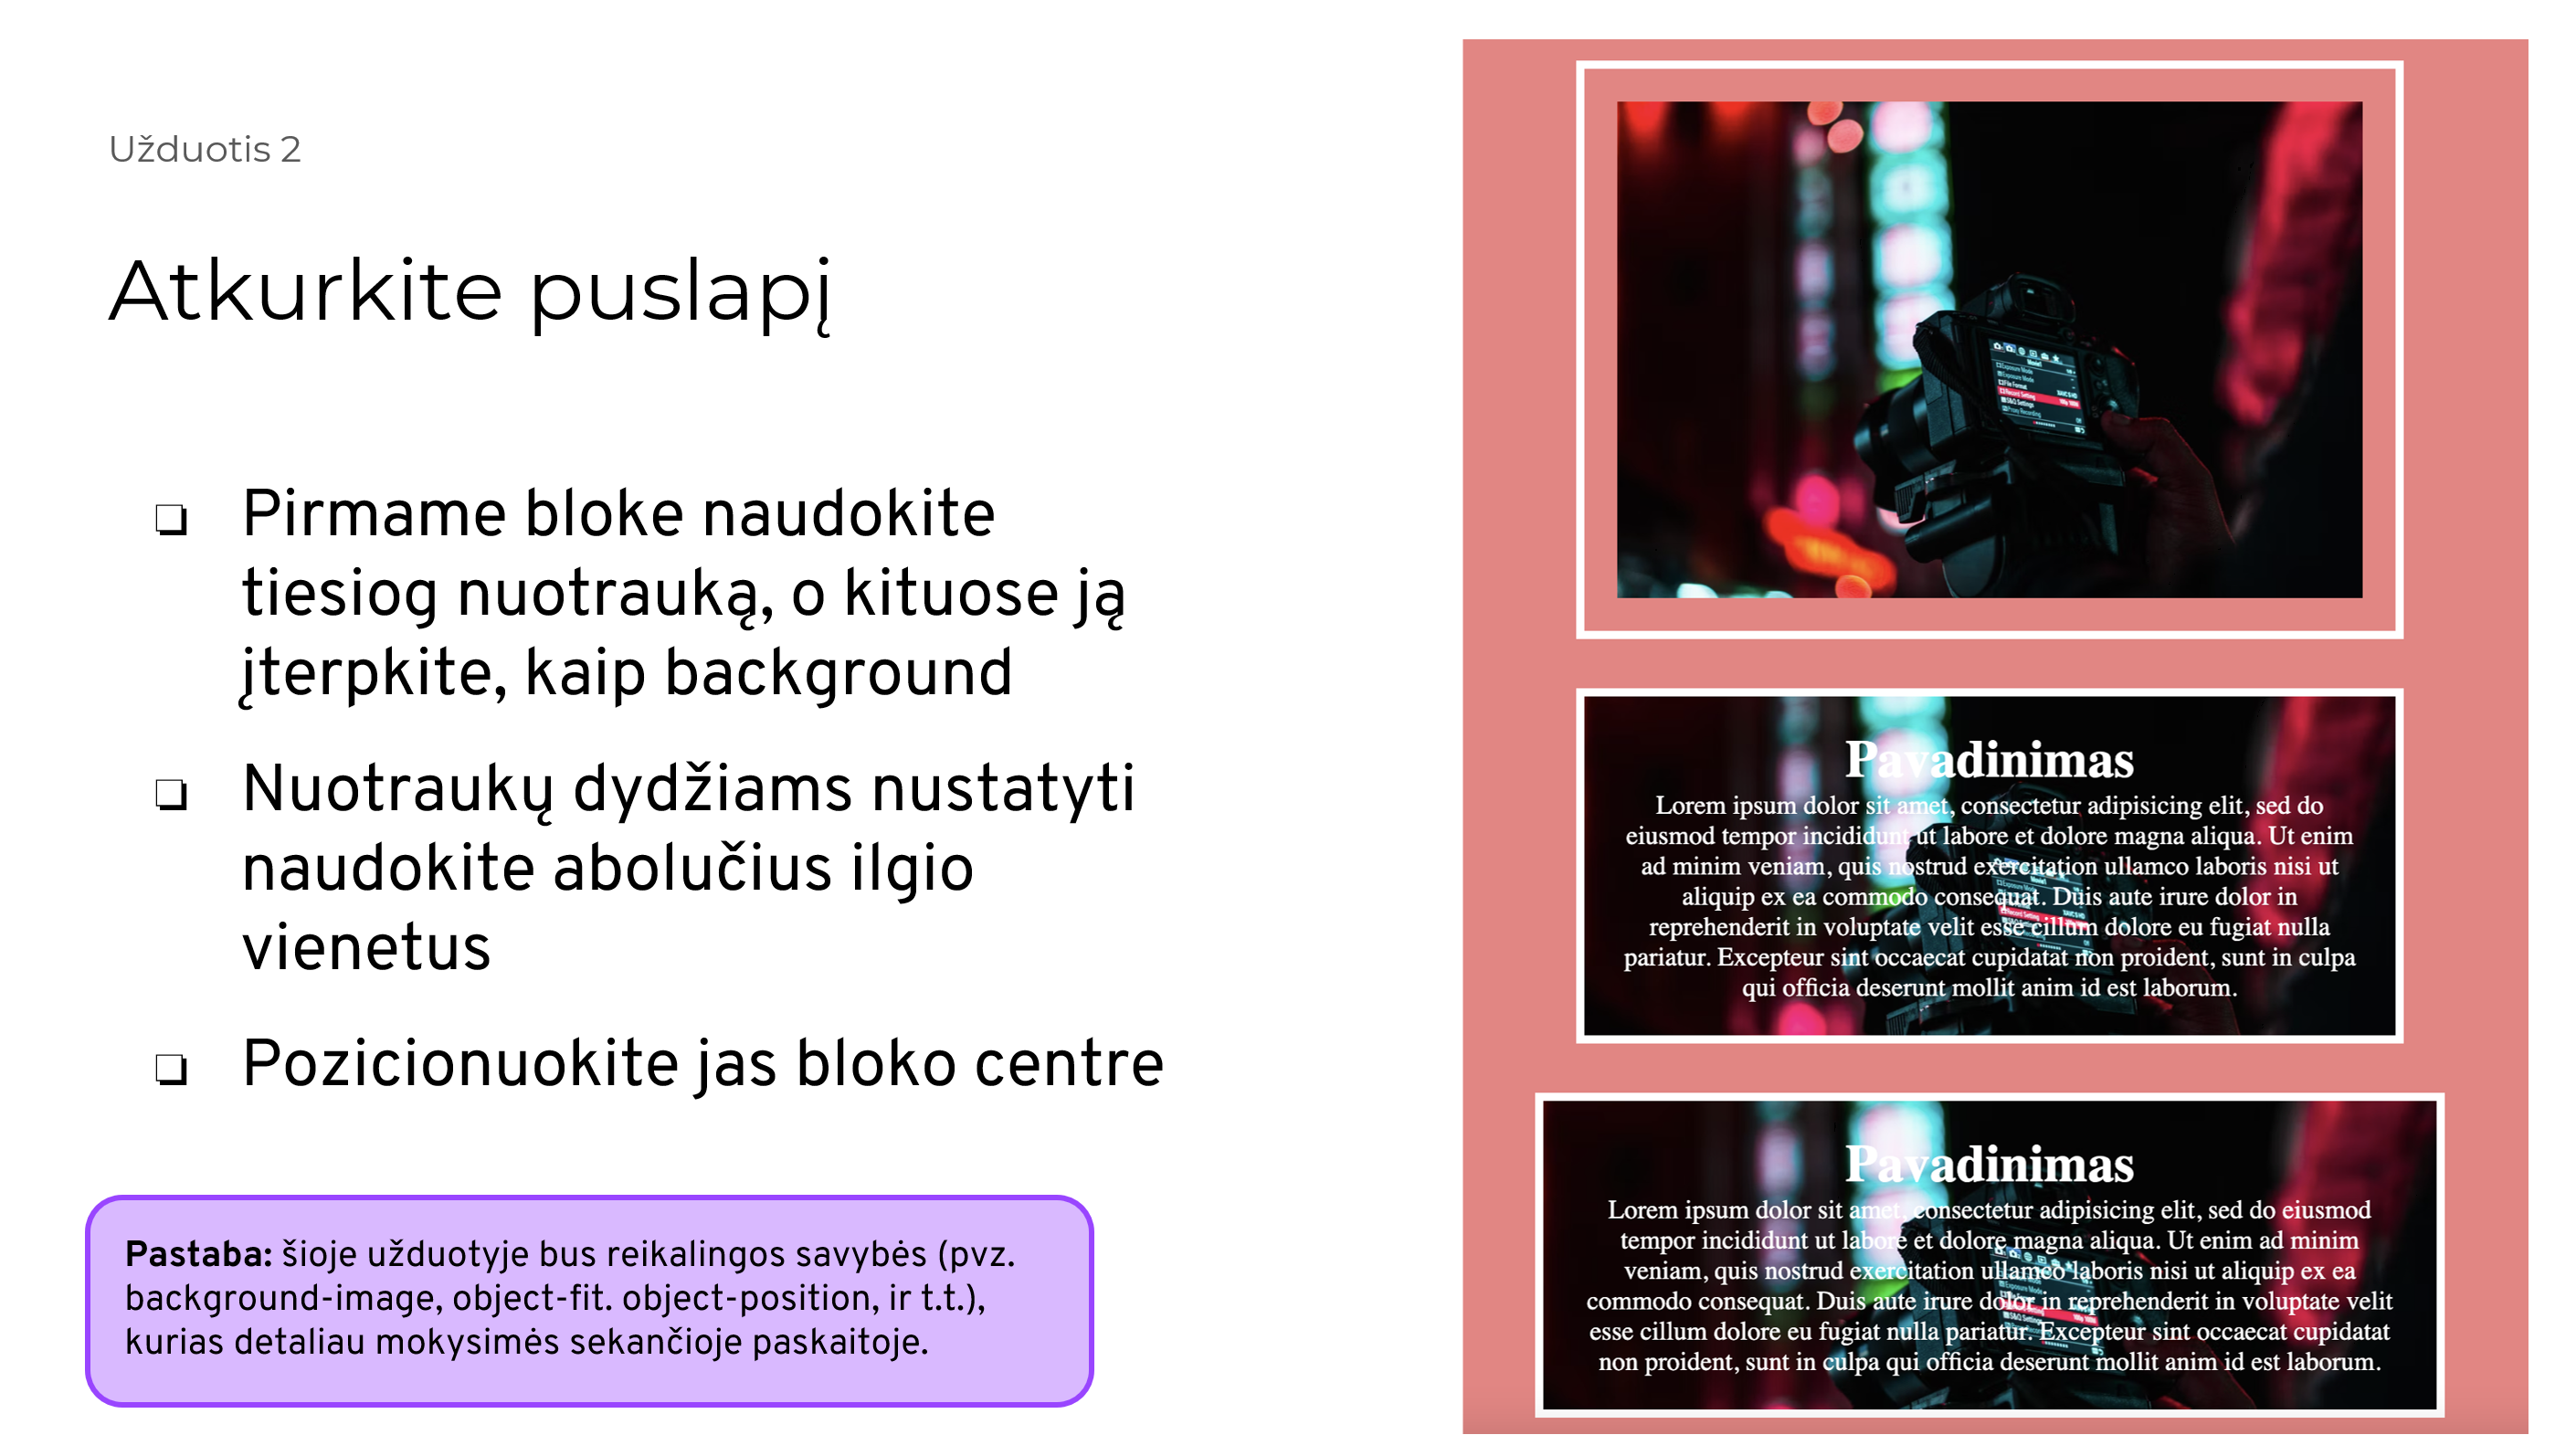 Užduotis 2
Atkurkite puslapį
❏ Pirmame bloke naudokite
tiesiog nuotrauką, o kituose ją
įterpkite, kaip background
❏ Nuotraukų dydžiams nustatyti
naudokite abolučius ilgio
vienetus
❏ Pozicionuokite jas bloko centre
Pastaba: šioje užduotyje bus reikalingos savybės (pvz.
background-image, object-fit. object-position, ir t.t.),
kurias detaliau mokysimės sekančioje paskaitoje.
Pavadinimas
Lorem ipsum dolor sit amet, consectetur adipisicing elit, sed do
eiusmod tempor incididunt ut labore et dolore magna aliqua. Ut enim
ad minim veniam, quis nostrud exercitation ullamco laboris nisi ut
aliquip ex ea commodo consequat. Duis aute irure dolor in
reprehenderit in voluptate velit esse cillum dolore eu fugiat nulla
pariatur. Excepteur sint occaecat cupidatat non proident, sunt in culpa
qui officia deserunt mollit anim id est laborum.
Pavadinimas
Lorem ipsum dolor sit amet, consectetur adipisicing elit, sed do eiusmod
tempor incididunt ut labore et dolore magna aliqua. Ut enim ad minim
veniam, quis nostrud exercitation ullamco laboris nisi ut aliquip ex ea
commodo consequat. Duis aute irure dolor in reprehenderit in voluptate velit
esse cillum dolore eu fugiat nulla pariatur. Excepteur sint occaecat cupidatat
non proident, sunt in culpa qui officia deserunt mollit anim id est laborum.